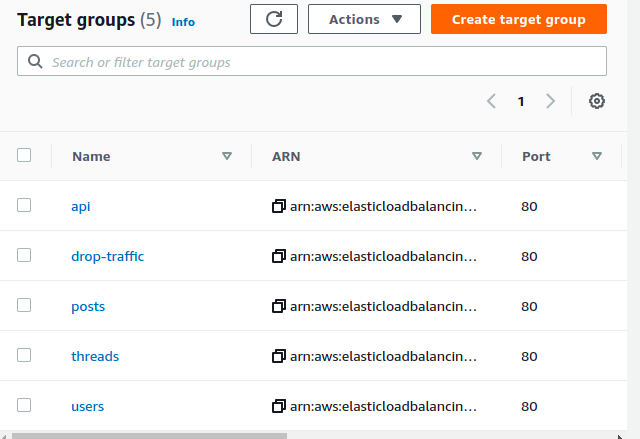 Target groups (5) Info Actions Create target group
Search or filter target groups
1
Name ARN Port
api arn:aws:elasticloadbalancin... 80
drop-traffic arn:aws:elasticloadbalancin... 80
posts arn:aws:elasticloadbalancin... 80
threads arn:aws:elasticloadbalancin... 80
users arn:aws:elasticloadbalancin... 80